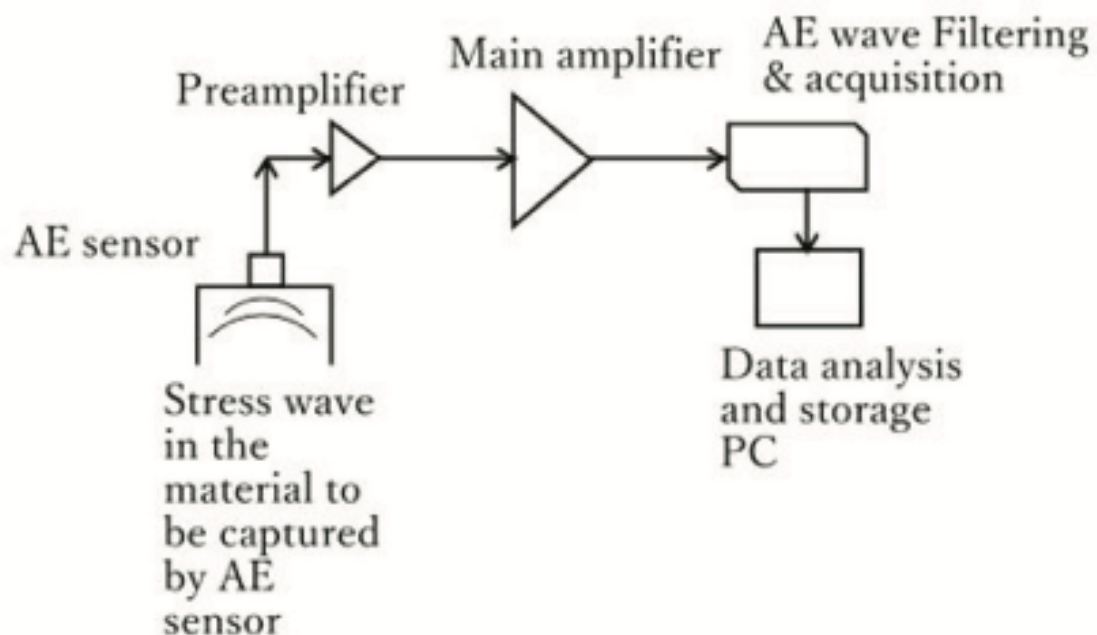 Main amplifier
AE wave Filtering
& acquisition
Preamplifier
AE sensor
Stress wave
in the
material to
be captured
by AE
sensor
Data analysis
and storage
PC